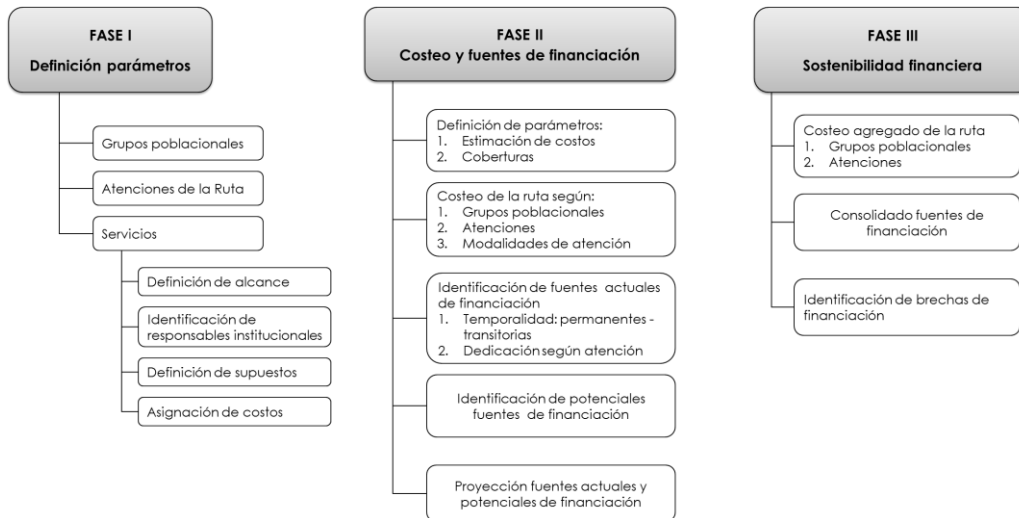 FASE I
Definición parámetros
Grupos poblacionales
Atenciones de la Ruta
Servicios
Definición de alcance
Identificación de
responsables institucionales
Definición de supuestos
Asignación de costos
FASE II
Costeo y fuentes de financiación
Definición de parámetros:
1. Estimación de costos
2. Coberturas
Costeo de la ruta según:
1. Grupos poblacionales
2. Atenciones
3. Modalidades de atención
Identificación de fuentes actuales
de financiación
1. Temporalidad: permanentes -
transitorias
2. Dedicación según atención
Identificación de potenciales
fuentes de financiación
Proyección fuentes actuales y
potenciales de financiación
FASE III
Sostenibilidad financiera
Costeo agregado de la ruta
1. Grupos poblacionales
2. Atenciones
Consolidado fuentes de
financiación
Identificación de brechas de
financiación